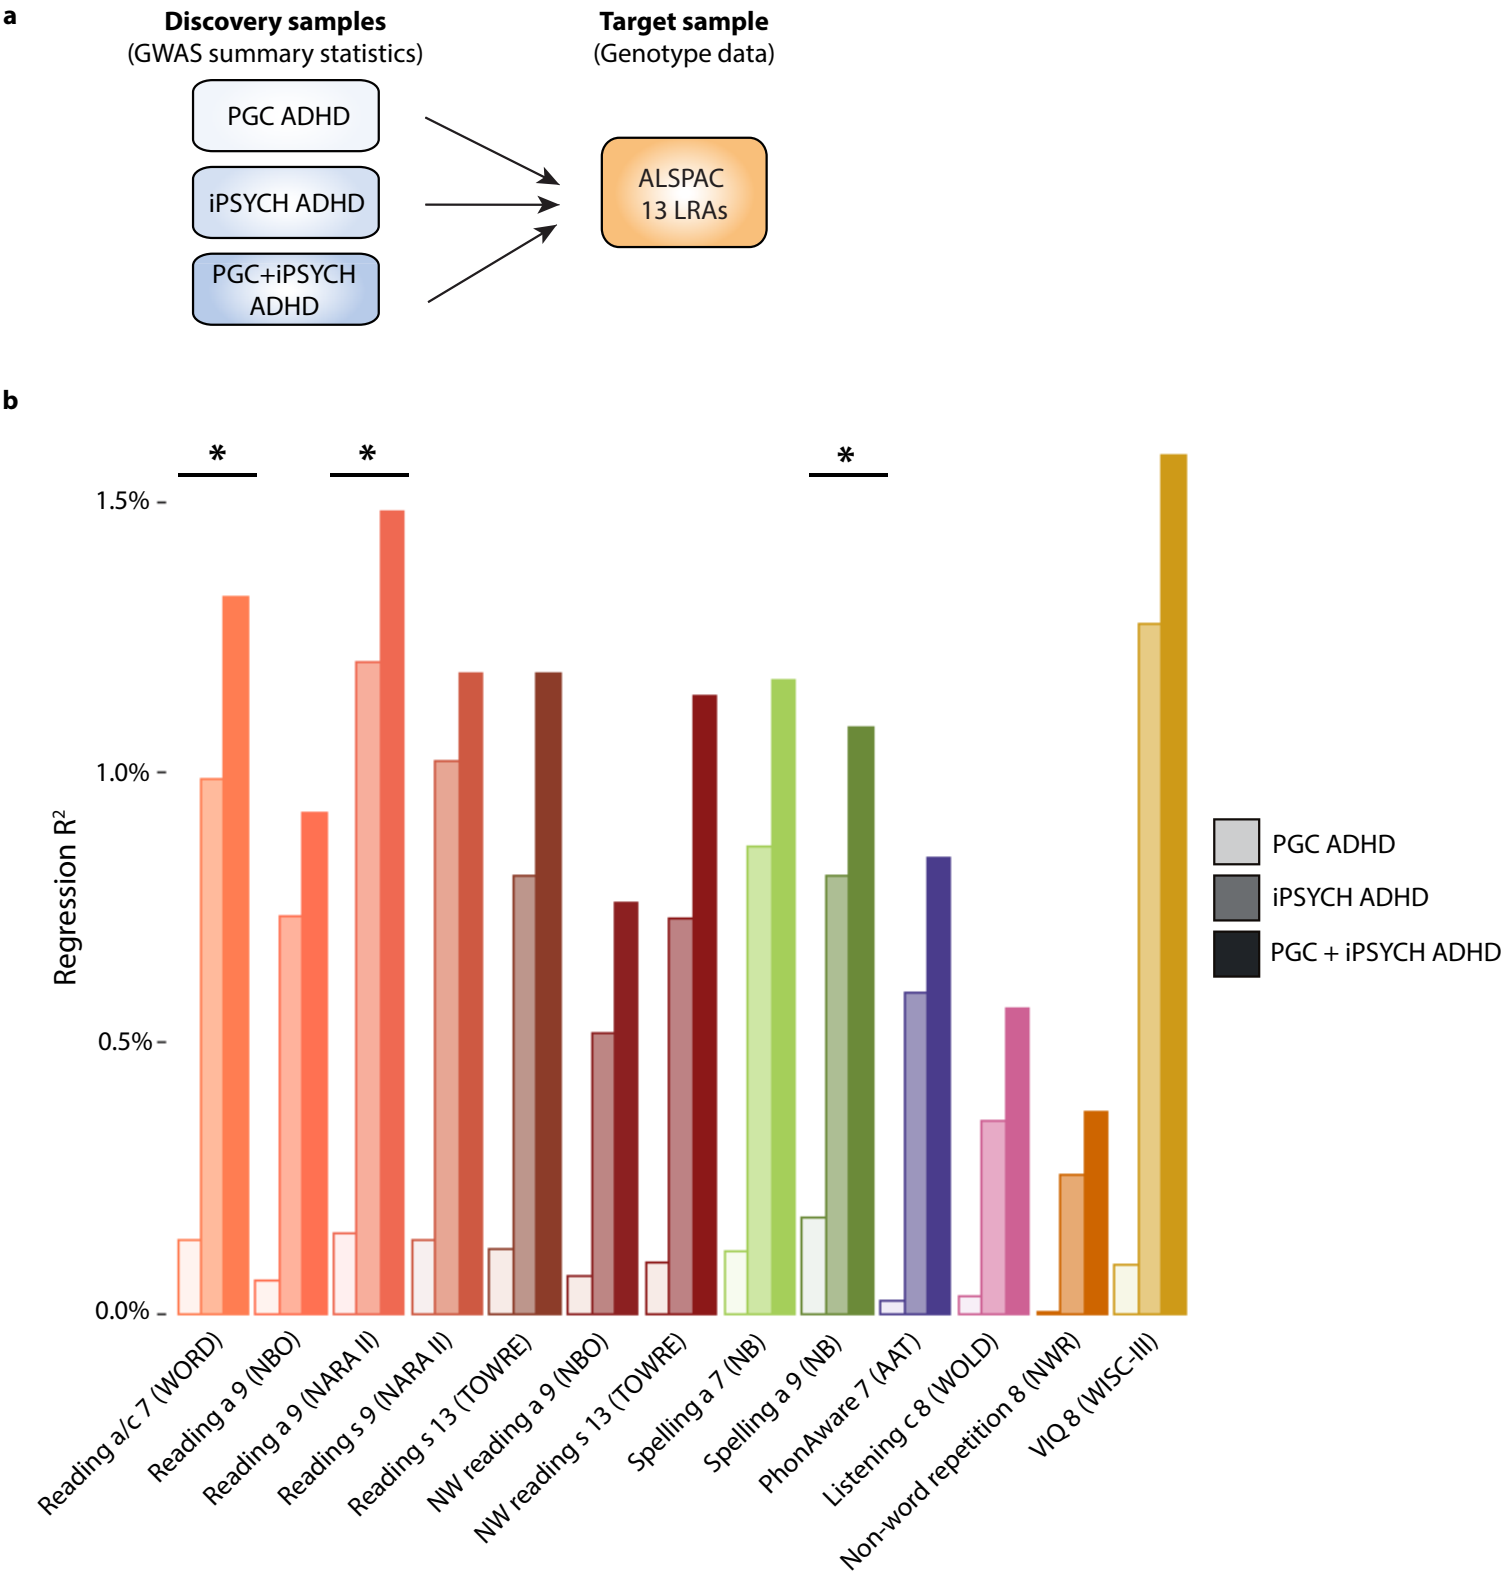 a
Discovery samples
(GWAS summary statistics)
Target sample
(Genotype data)
PGC ADHD
iPSYCH ADHD
PGC+iPSYCH
ADHD
ALSPAC
13 LRAs
b
*
*
*
1.5%
1.0%
0.5%
0.0%
Regression R²
PGC ADHD
iPSYCH ADHD
PGC + iPSYCH ADHD
Reading a/c 7 (WORD)
Reading a 9 (NBO)
Reading a 9 (NARA II)
Reading s 9 (NARA II)
Reading s 13 (TOWRE)
NW reading a 9 (NBO)
NW reading s 13 (TOWRE)
Spelling a 7 (NB)
Spelling a 9 (NB)
PhonAware 7 (AAT)
Listening c 8 (WOLD)
Non-word repetition 8 (NWR)
VIQ 8 (WISC-III)